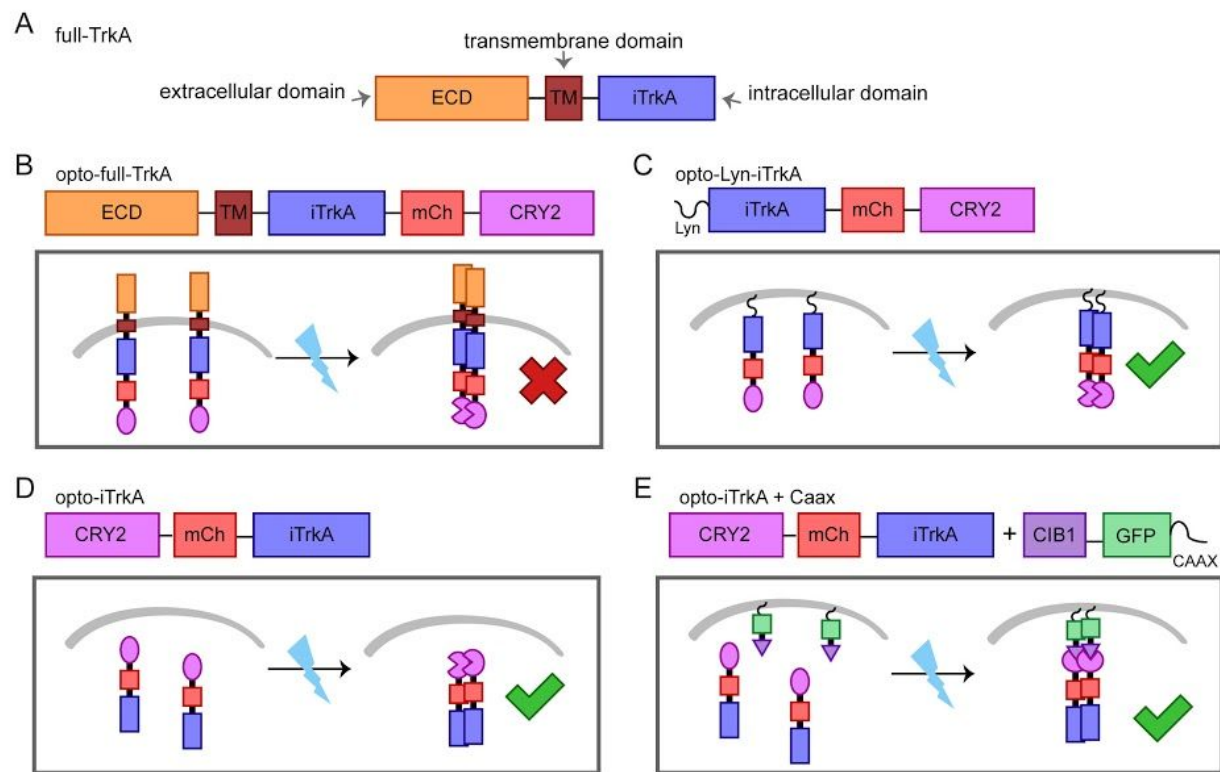 A
full-TrkA
transmembrane domain
extracellular domain
ECD TM iTrkA
intracellular domain
B
opto-full-TrkA
ECD TM iTrkA mCh CRY2
C
opto-Lyn-iTrkA
iTrkA mCh CRY2
Lyn
D
opto-iTrkA
CRY2 mCh iTrkA
E
opto-iTrkA + Caax
CRY2 mCh iTrkA + CIB1 GFP
CAAX